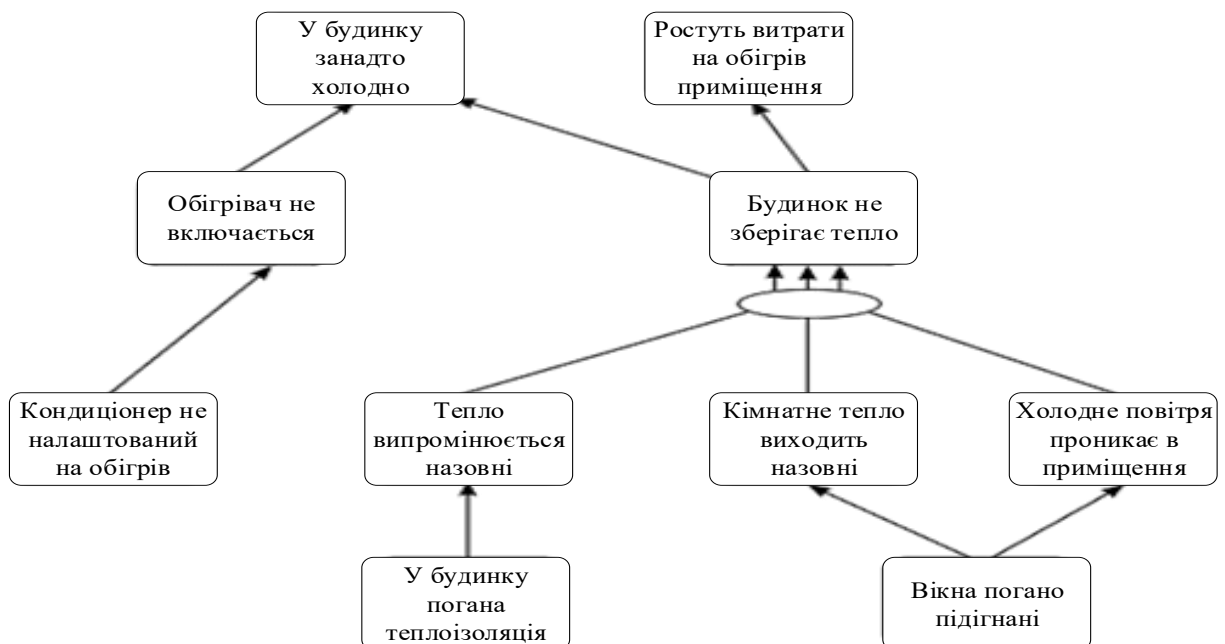 У будинку
занадто
холодно
Ростуть витрати
на обігрів
приміщення
Обігрівач не
включається
Будинок не
зберігає тепло
Кондиціонер не
налаштований
на обігрів
Тепло
випромінюється
назовні
Кімнатне тепло
виходить
назовні
Холодне повітря
проникає в
приміщення
У будинку
погана
теплоізоляція
Вікна погано
підігнані